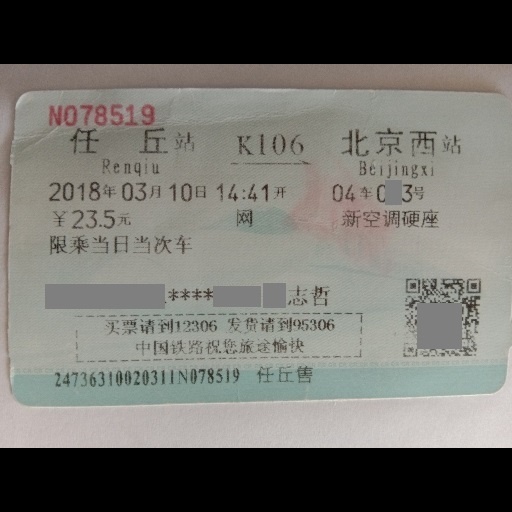 N078519
任丘站 K106 北京西站
Renqiu Beijingxi
2018年03月10日14:41开 04车0 3号
￥23.5元 网 新空调硬座
限乘当日当次车
**** 志哲
买票请到12306 发货请到95306
中国铁路祝您旅途愉快
24736310020311N078519 任丘售